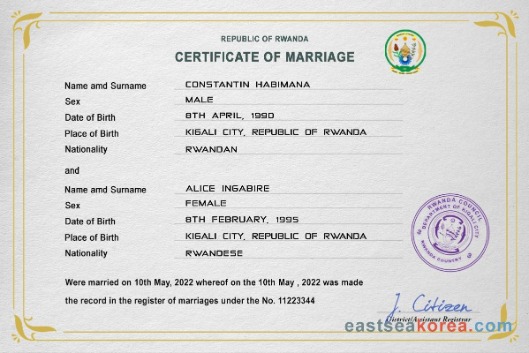 REPUBLIC OF RWANDA
CERTIFICATE OF MARRIAGE
Name amd Surname CONSTANTIN HABIMANA
Sex MALE
Date of Birth 8TH APRIL, 1990
Place of Birth KIGALI CITY, REPUBLIC OF RWANDA
Nationality RWANDAN
and
Name amd Surname ALICE INGABIRE
Sex FEMALE
Date of Birth 8TH FEBRUARY, 1995
Place of Birth KIGALI CITY, REPUBLIC OF RWANDA
Nationality RWANDESE
RWANDA COUNCIL
DEPARTMENT OF KIGALI CITY
RWANDA COUNTRY
Were married on 10th May, 2022 whereof on the 10th May , 2022 was made
the record in the register of marriages under the No. 11223344
J. Citizen
District/Assistant Registrar
eastseakorea.com